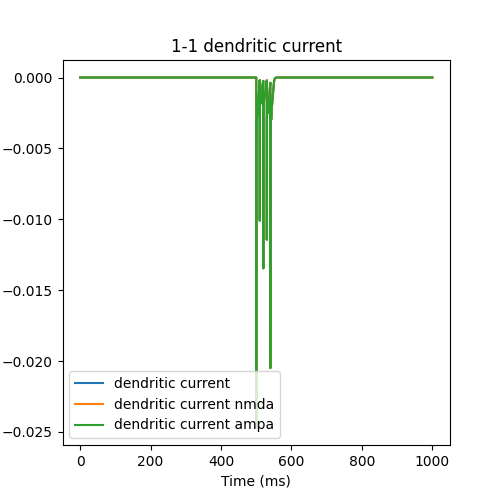 1-1 dendritic current
0.000
−0.005
−0.010
−0.015
−0.020
−0.025
dendritic current
dendritic current nmda
dendritic current ampa
0 200 400 600 800 1000
Time (ms)